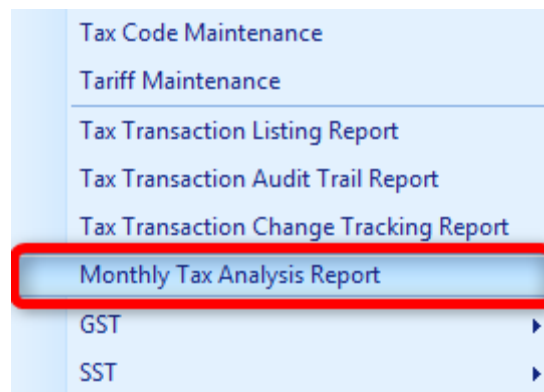 Tax Code Maintenance
Tariff Maintenance
Tax Transaction Listing Report
Tax Transaction Audit Trail Report
Tax Transaction Change Tracking Report
Monthly Tax Analysis Report
GST
SST